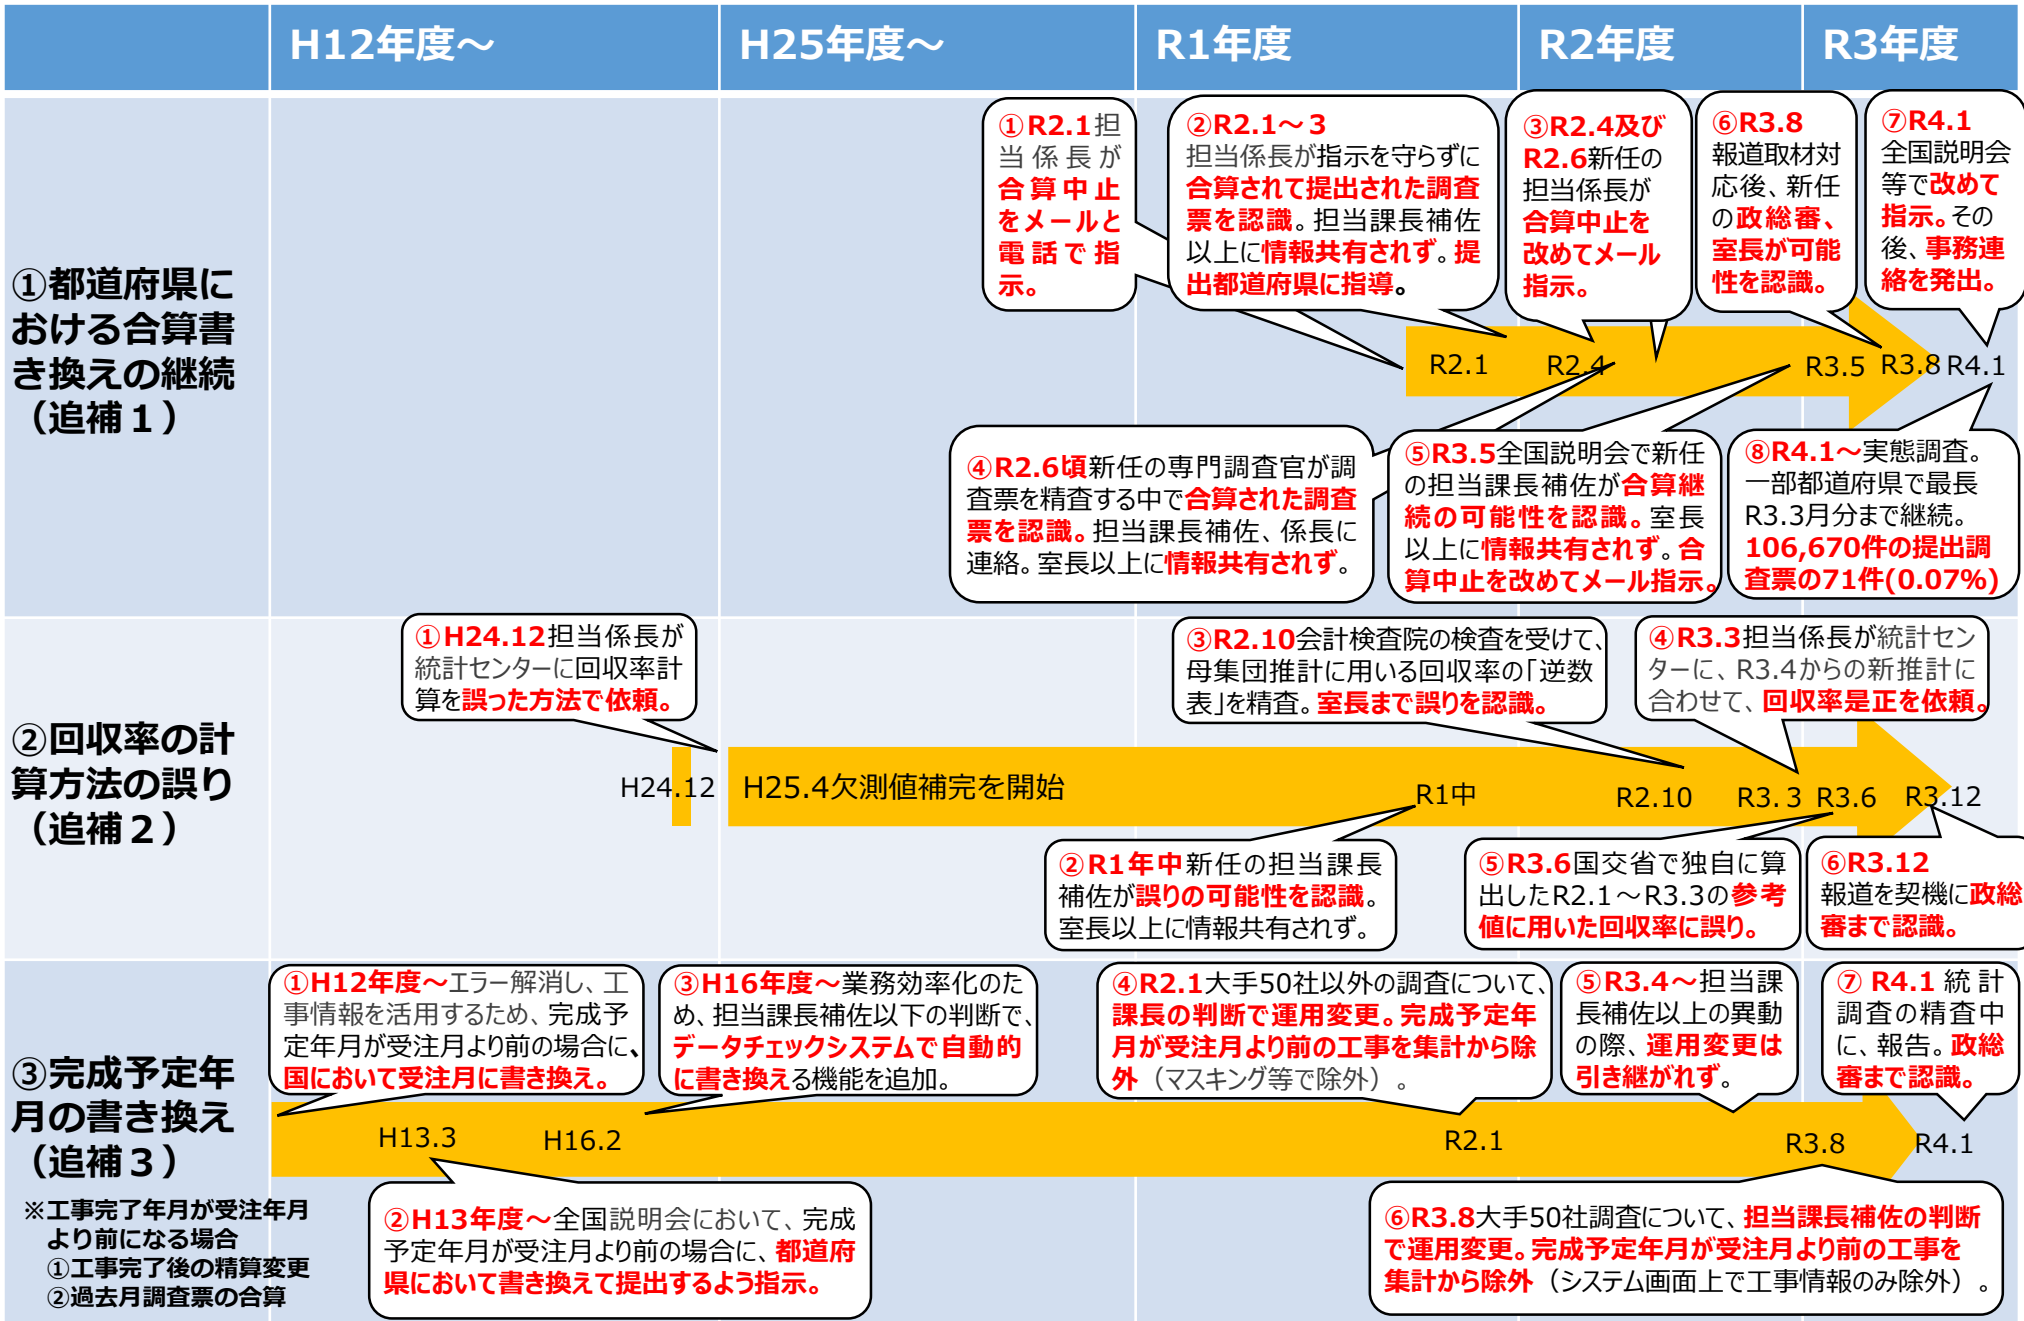 H12年度～
H25年度～
R1年度
R2年度
R3年度
①都道府県に
おける合算書
き換えの継続
（追補１）
①R2.1担
当係長が
合算中止
をメールと
電話で指
示。
②R2.1～3
担当係長が指示を守らずに
合算されて提出された調査
票を認識。担当課長補佐
以上に情報共有されず。提
出都道府県に指導。
③R2.4及び
R2.6新任の
担当係長が
合算中止を
改めてメール
指示。
⑥R3.8
報道取材対
応後、新任
の政総審、
室長が可能
性を認識。
⑦R4.1
全国説明会
等で改めて
指示。その
後、事務連
絡を発出。
R2.1
R2.4
R3.5
R3.8
R4.1
④R2.6頃新任の専門調査官が調
査票を精査する中で合算された調査
票を認識。担当課長補佐、係長に
連絡。室長以上に情報共有されず。
⑤R3.5全国説明会で新任
の担当課長補佐が合算継
続の可能性を認識。室長
以上に情報共有されず。合
算中止を改めてメール指示。
⑧R4.1～実態調査。
一部都道府県で最長
R3.3月分まで継続。
106,670件の提出調
査票の71件(0.07%)
②回収率の計
算方法の誤り
（追補２）
①H24.12担当係長が
統計センターに回収率計
算を誤った方法で依頼。
③R2.10会計検査院の検査を受けて、
母集団推計に用いる回収率の「逆数
表」を精査。室長まで誤りを認識。
④R3.3担当係長が統計セン
ターに、R3.4からの新推計に
合わせて、回収率是正を依頼。
H24.12
H25.4欠測値補完を開始
R1中
R2.10
R3.３
R3.6
R3.12
②R1年中新任の担当課長
補佐が誤りの可能性を認識。
室長以上に情報共有されず。
⑤R3.6国交省で独自に算
出したR2.1～R3.3の参考
値に用いた回収率に誤り。
⑥R3.12
報道を契機に政総
審まで認識。
③完成予定年
月の書き換え
（追補３）
※工事完了年月が受注年月
より前になる場合
①工事完了後の精算変更
②過去月調査票の合算
①H12年度～エラー解消し、工
事情報を活用するため、完成予
定年月が受注月より前の場合に、
国において受注月に書き換え。
③H16年度～業務効率化のた
め、担当課長補佐以下の判断で、
データチェックシステムで自動的
に書き換える機能を追加。
④R2.1大手50社以外の調査について、
課長の判断で運用変更。完成予定年
月が受注月より前の工事を集計から除
外（マスキング等で除外）。
⑤R3.4～担当課
長補佐以上の異動
の際、運用変更は
引き継がれず。
⑦R4.1統計
調査の精査中
に、報告。政総
審まで認識。
H13.3
H16.2
R2.1
R3.8
R4.1
②H13年度～全国説明会において、完成
予定年月が受注月より前の場合に、都道府
県において書き換えて提出するよう指示。
⑥R3.8大手50社調査について、担当課長補佐の判断
で運用変更。完成予定年月が受注月より前の工事を
集計から除外（システム画面上で工事情報のみ除外）。